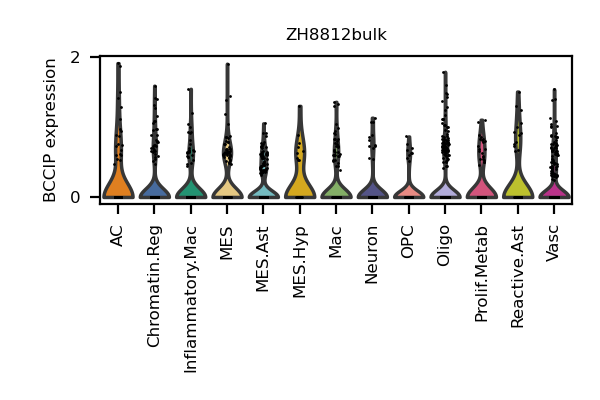 ZH8812bulk
BCCIP expression
2
0
AC
Chromatin.Reg
Inflammatory.Mac
MES
MES.Ast
MES.Hyp
Mac
Neuron
OPC
Oligo
Prolif.Metab
Reactive.Ast
Vasc